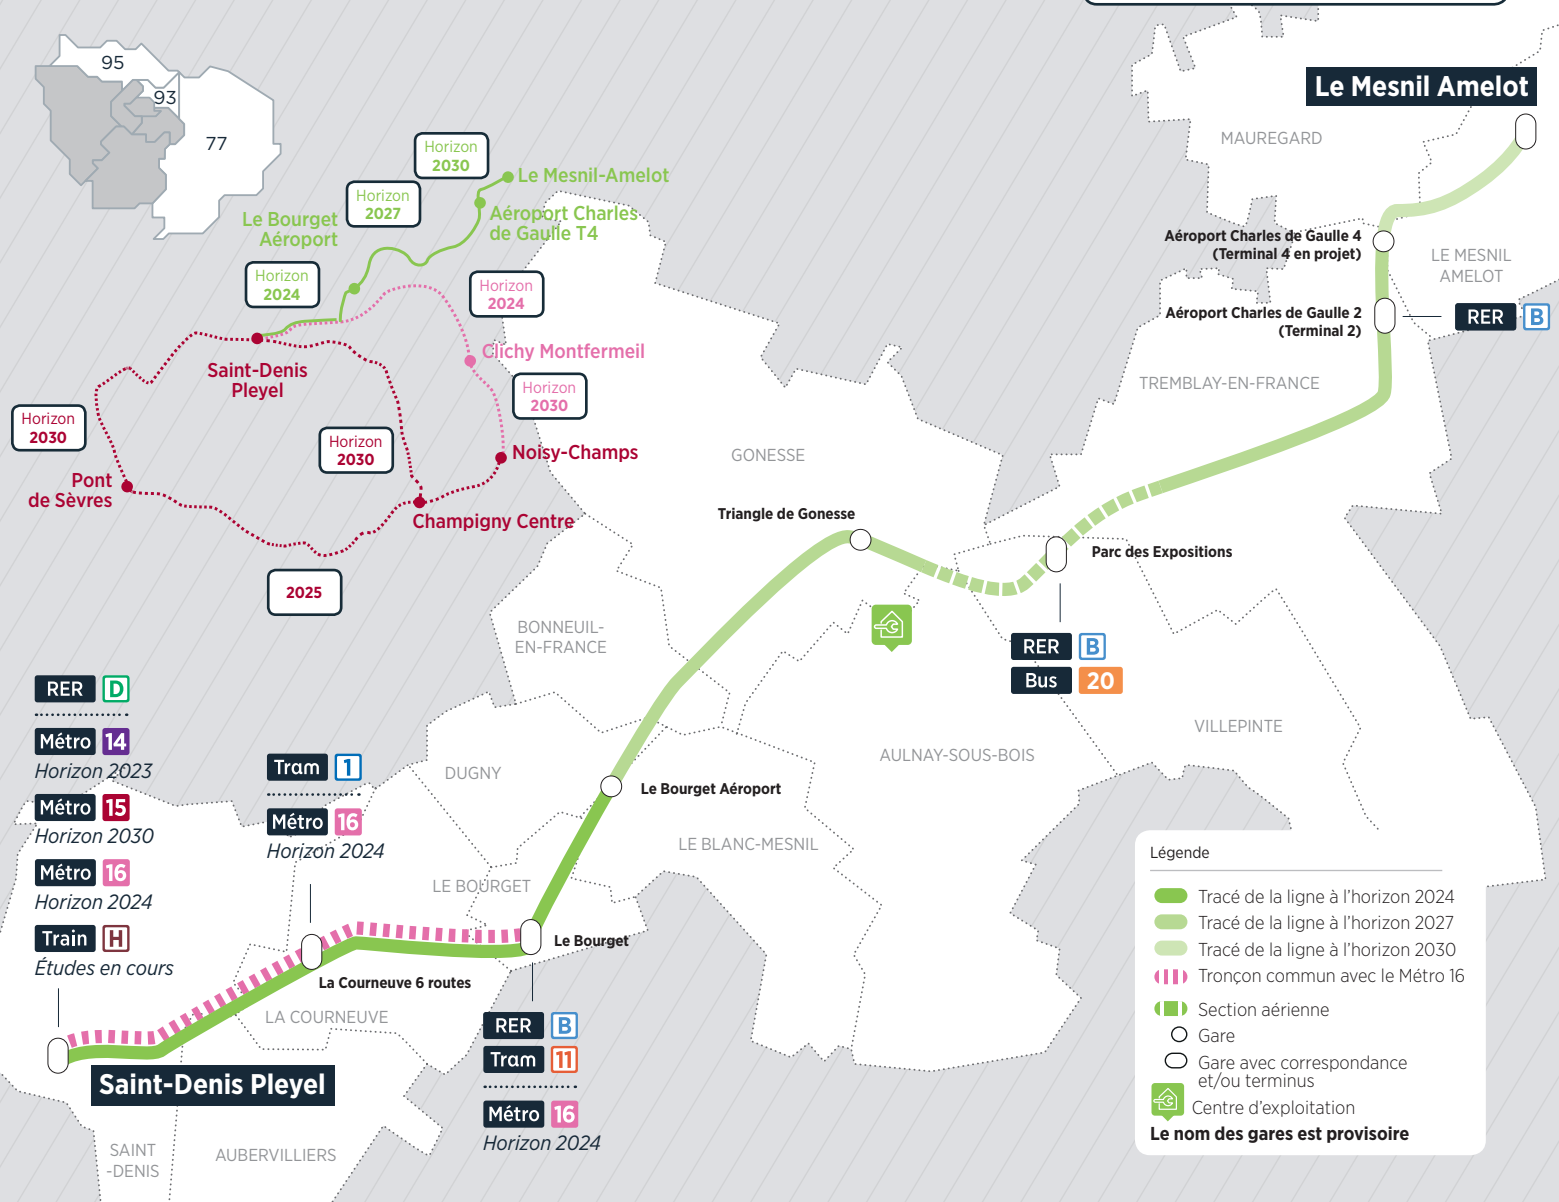 95
93
77
Horizon
2030
Le Mesnil-Amelot
Horizon
2027
Aéroport Charles
de Gaulle T4
Le Bourget
Aéroport
Horizon
2024
Horizon
2024
Clichy Montfermeil
Saint-Denis
Pleyel
Horizon
2030
Horizon
2030
Horizon
2030
Noisy-Champs
Pont
de Sèvres
Champigny Centre
2025
Le Mesnil Amelot
MAUREGARD
Aéroport Charles de Gaulle 4
(Terminal 4 en projet)
LE MESNIL
AMELOT
Aéroport Charles de Gaulle 2
(Terminal 2)
RER B
TREMBLAY-EN-FRANCE
GONESSE
Triangle de Gonesse
Parc des Expositions
RER B
Bus 20
BONNEUIL-
EN-FRANCE
VILLEPINTE
AULNAY-SOUS-BOIS
DUGNY
Le Bourget Aéroport
LE BLANC-MESNIL
LE BOURGET
Le Bourget
RER D
Métro 14
Horizon 2023
Métro 15
Horizon 2030
Métro 16
Horizon 2024
Train H
Études en cours
Tram 1
Métro 16
Horizon 2024
La Courneuve 6 routes
LA COURNEUVE
RER B
Tram 11
Métro 16
Horizon 2024
Saint-Denis Pleyel
SAINT
-DENIS
AUBERVILLIERS
Légende
Tracé de la ligne à l'horizon 2024
Tracé de la ligne à l'horizon 2027
Tracé de la ligne à l'horizon 2030
Tronçon commun avec le Métro 16
Section aérienne
Gare
Gare avec correspondance
et/ou terminus
Centre d'exploitation
Le nom des gares est provisoire